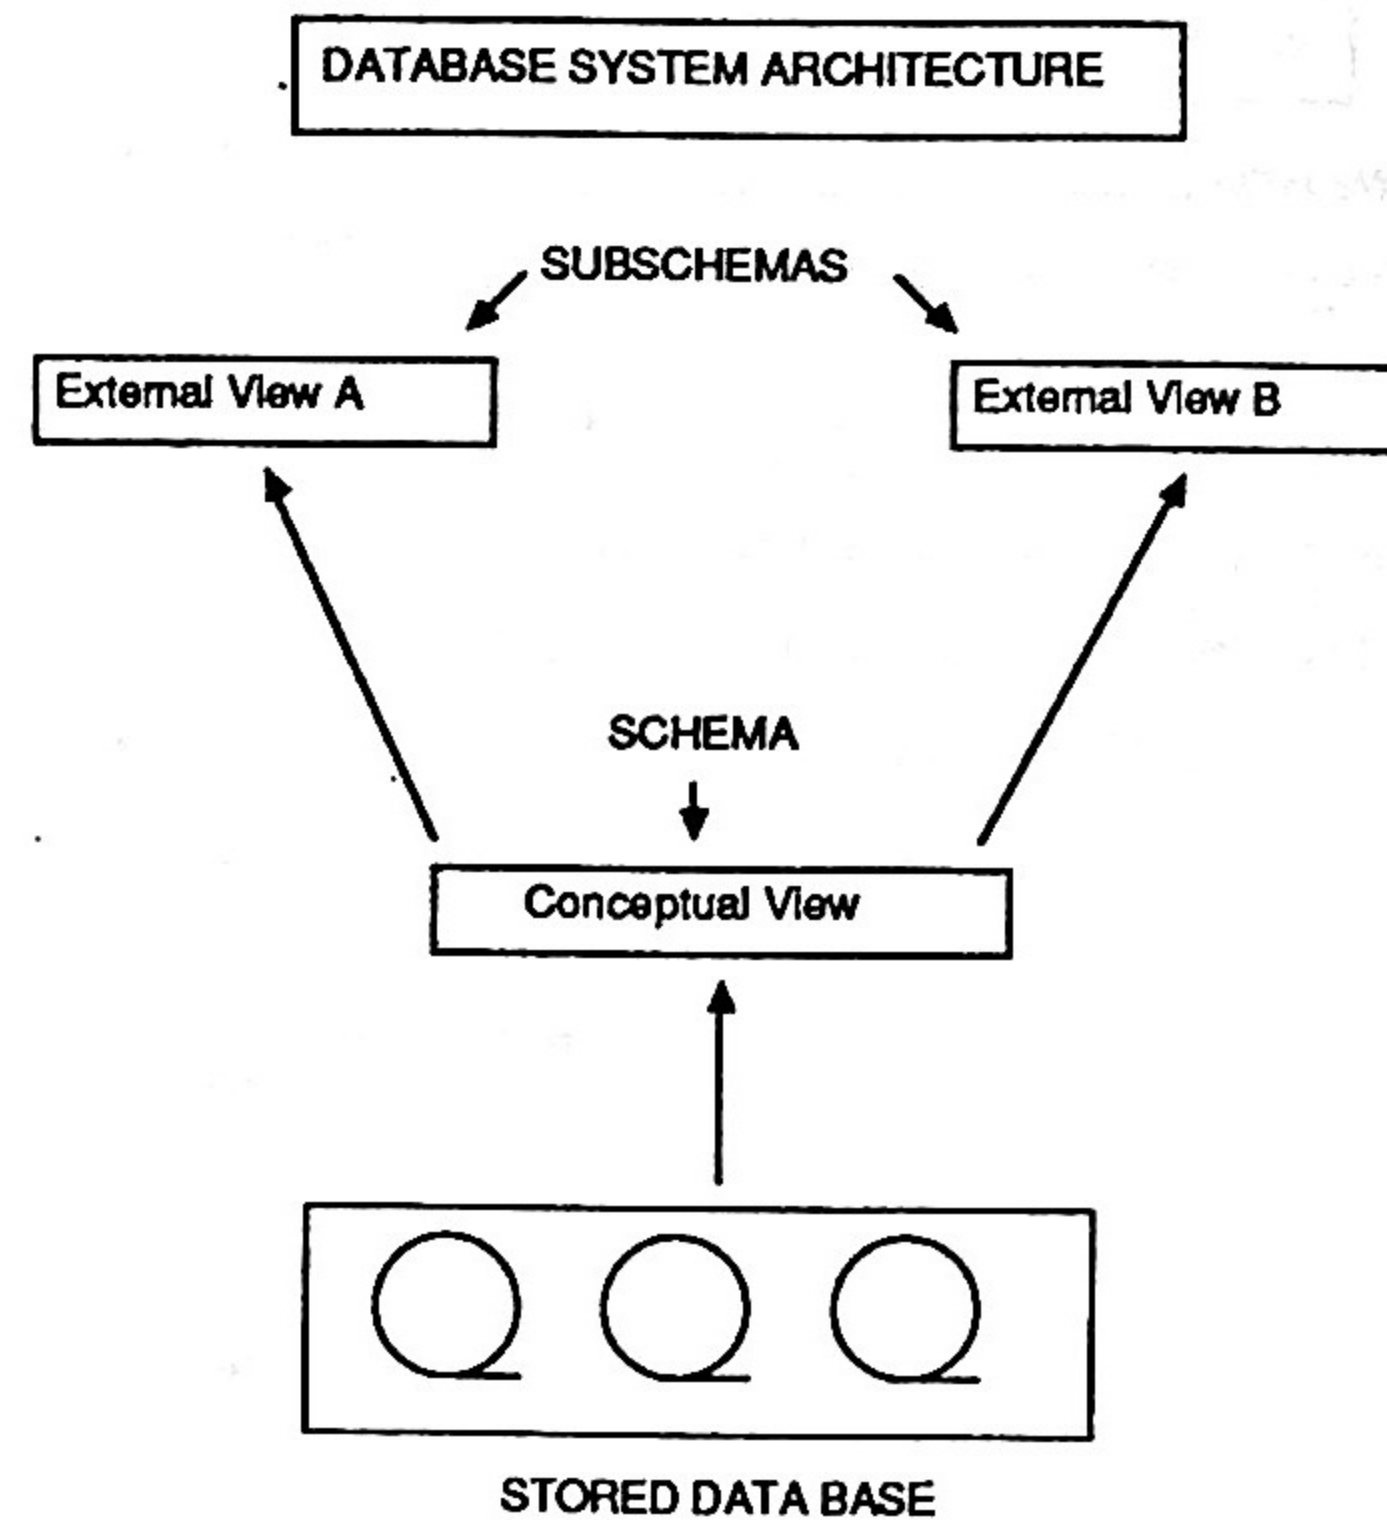 DATABASE SYSTEM ARCHITECTURE
SUBSCHEMAS
External View A
External View B
SCHEMA
Conceptual View
STORED DATA BASE